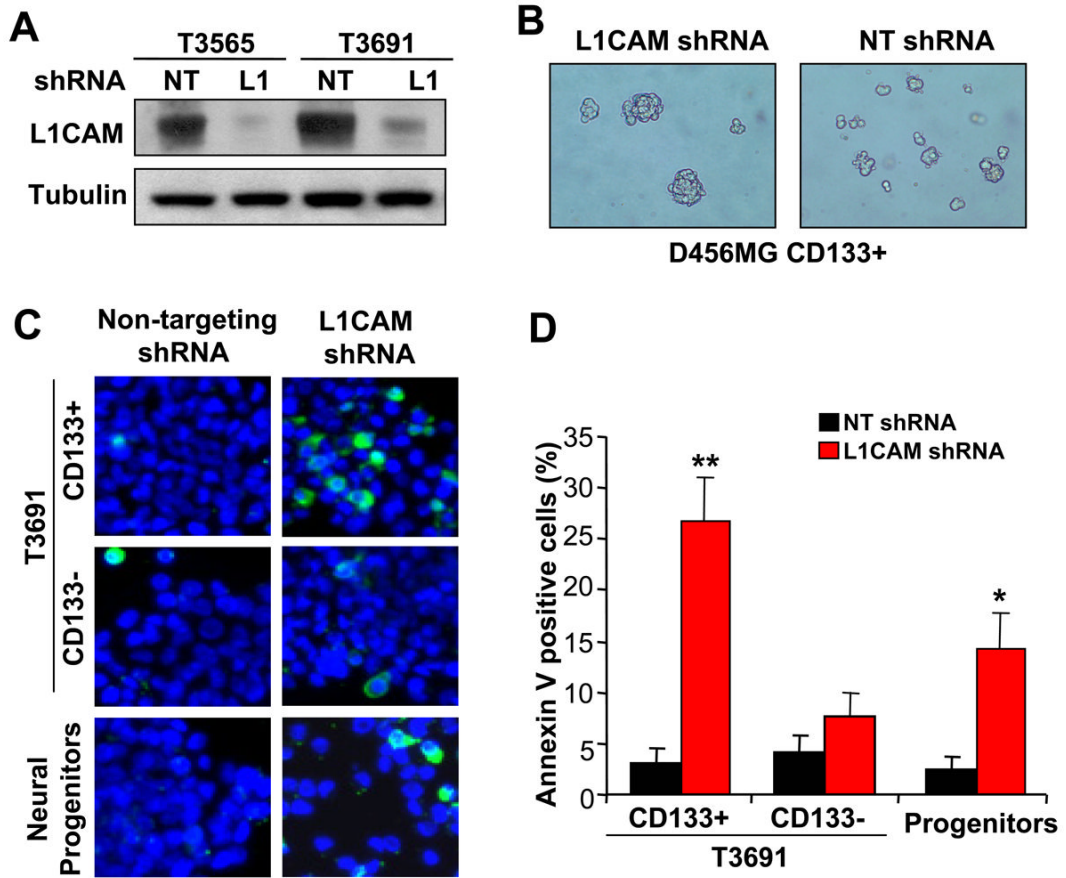 A
T3565 T3691
shRNA NT L1 NT L1
L1CAM
Tubulin
B
L1CAM shRNA NT shRNA
D456MG CD133+
C
Non-targeting shRNA
L1CAM shRNA
T3691
CD133+
CD133-
Neural Progenitors
D
NT shRNA
L1CAM shRNA
Annexin V positive cells (%)
35
30
25
20
15
10
5
0
**
*
CD133+ CD133- Progenitors
T3691